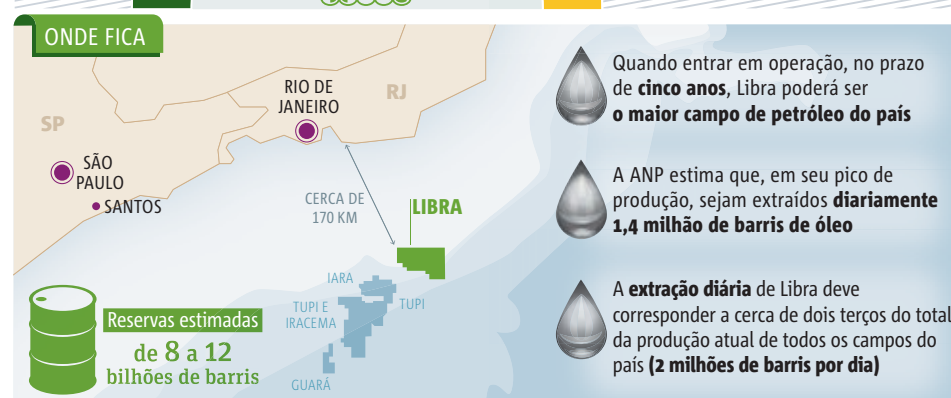 ONDE FICA
SP
RJ
RIO DE
JANEIRO
SÃO
PAULO
SANTOS
CERCA DE
170 KM
LIBRA
IARA
TUPI E
IRACEMA
TUPI
GUARÁ
Reservas estimadas
de 8 a 12
bilhões de barris
Quando entrar em operação, no prazo
de cinco anos, Libra poderá ser
o maior campo de petróleo do país
A ANP estima que, em seu pico de
produção, sejam extraídos diariamente
1,4 milhão de barris de óleo
A extração diária de Libra deve
corresponder a cerca de dois terços do total
da produção atual de todos os campos do
país (2 milhões de barris por dia)